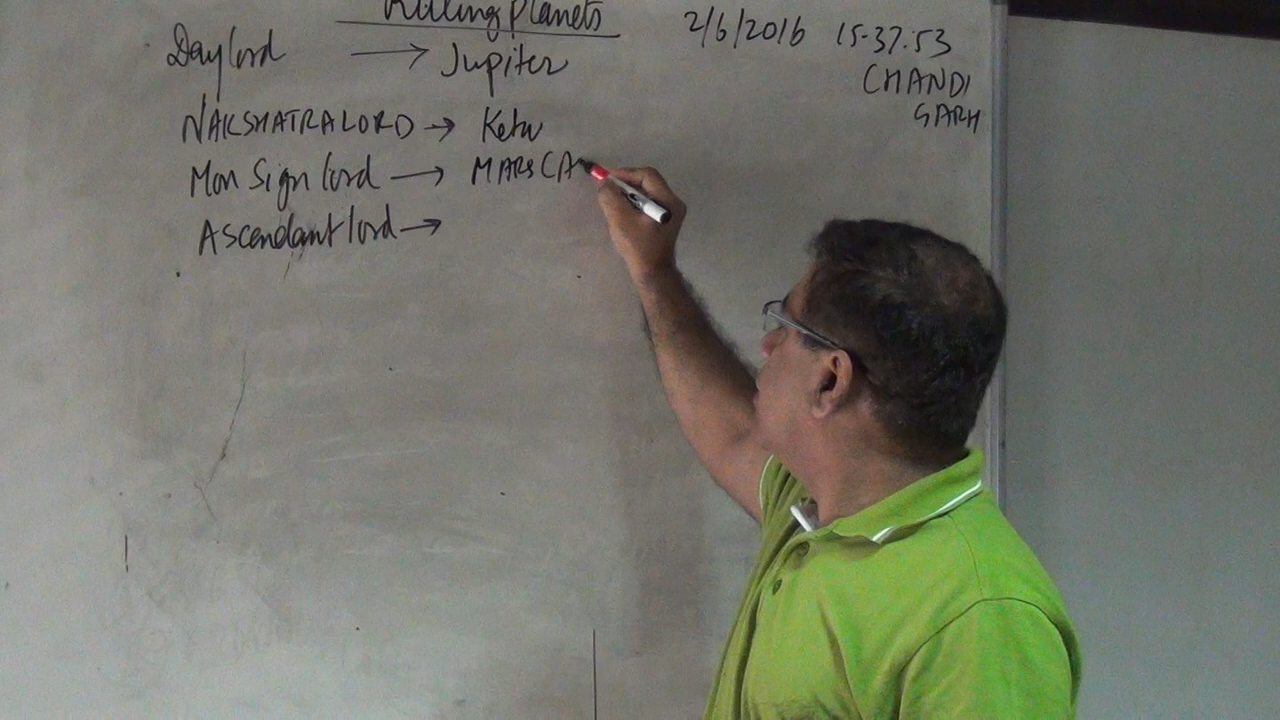 Ruling Planets
2/6/2016 15-37.53
CHANDI
GARH
Daylord → Jupiter
NAKSHATRALORD → Ketu
Mon Sign lord → MARS (A
Ascendant lord →